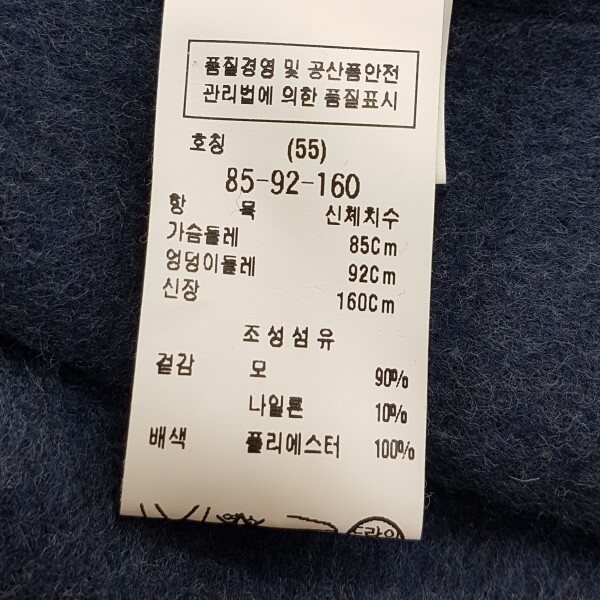 품질경영 및 공산품안전
관리법에 의한 품질표시
호칭 (55)
85-92-160
항 목 신체치수
가슴둘레 85Cm
엉덩이둘레 92Cm
신장 160Cm
조성섬유
겉감 모 90%
나일론 10%
배색 폴리에스터 100%